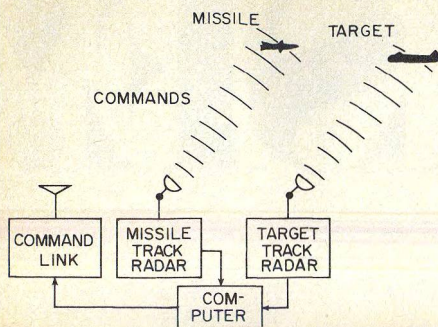 MISSILE
TARGET
COMMANDS
COMMAND
LINK
MISSILE
TRACK
RADAR
TARGET
TRACK
RADAR
COM-
PUTER